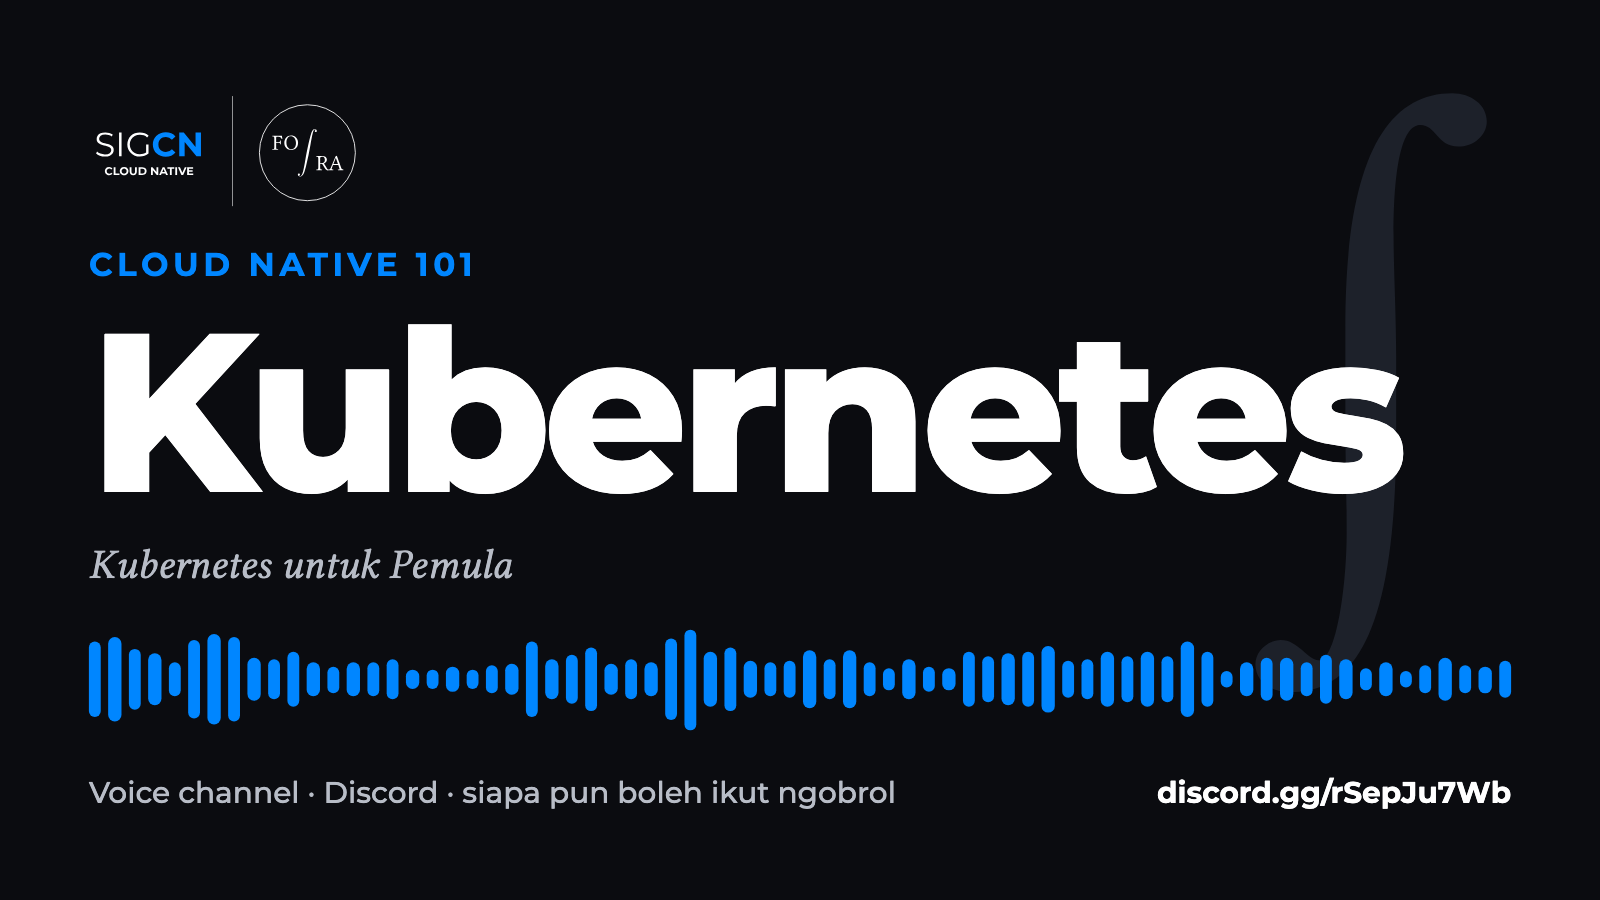 SIGCN
CLOUD NATIVE
FO
RA
CLOUD NATIVE 101
Kubernetes
Kubernetes untuk Pemula
Voice channel · Discord · siapa pun boleh ikut ngobrol
discord.gg/rSepJu7Wb